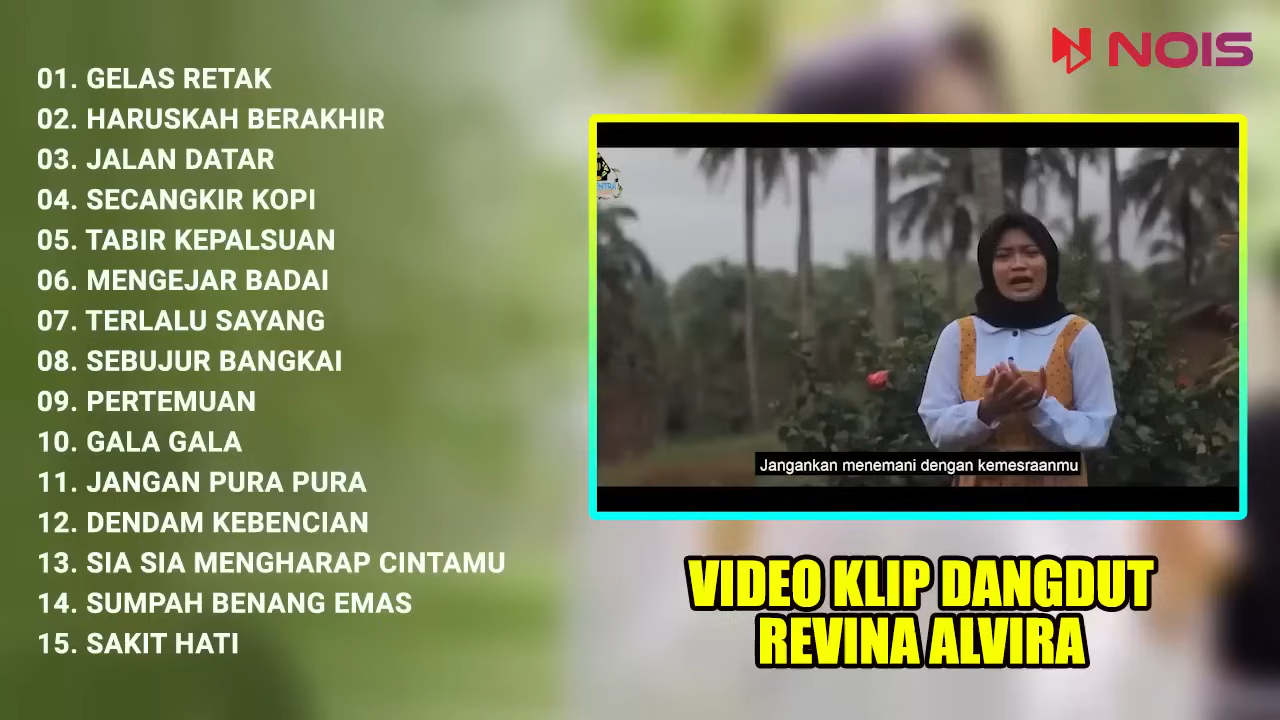 01. GELAS RETAK
02. HARUSKAH BERAKHIR
03. JALAN DATAR
04. SECANGKIR KOPI
05. TABIR KEPALSUAN
06. MENGEJAR BADAI
07. TERLALU SAYANG
08. SEBUJUR BANGKAI
09. PERTEMUAN
10. GALA GALA
11. JANGAN PURA PURA
12. DENDAM KEBENCIAN
13. SIA SIA MENGHARAP CINTAMU
14. SUMPAH BENANG EMAS
15. SAKIT HATI
NOIS
Jangankan menemani dengan kemesraanmu
VIDEO KLIP DANGDUT
REVINA ALVIRA